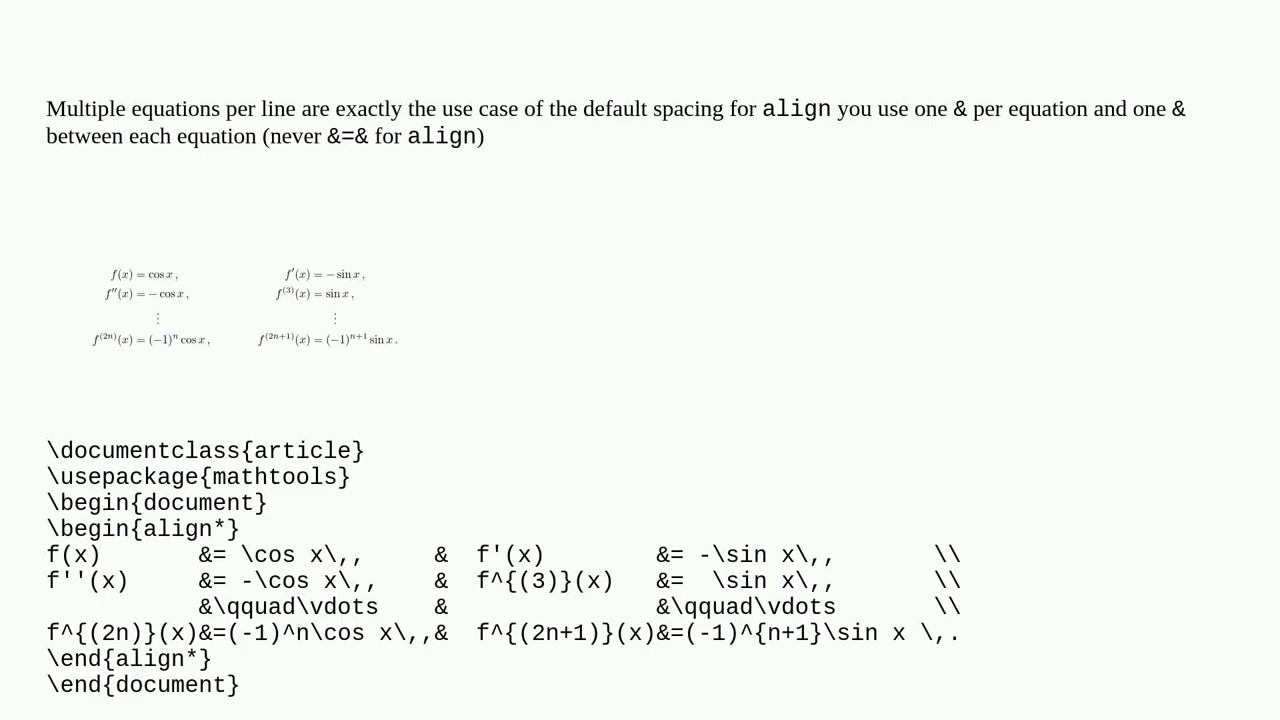 Multiple equations per line are exactly the use case of the default spacing for align you use one & per equation and one &
between each equation (never &=& for align)
f(x) = cos x , f′(x) = − sin x ,
f′′(x) = − cos x , f⁽³⁾(x) = sin x ,
⋮ ⋮
f⁽²ⁿ⁾(x) = (−1)ⁿ cos x , f⁽²ⁿ⁺¹⁾(x) = (−1)ⁿ⁺¹ sin x .
\documentclass{article}
\usepackage{mathtools}
\begin{document}
\begin{align*}
f(x)       &= \cos x\,,     &  f'(x)        &= -\sin x\,,       \\
f''(x)     &= -\cos x\,,    &  f^{(3)}(x)   &=  \sin x\,,       \\
           &\qquad\vdots    &               &\qquad\vdots       \\
f^{(2n)}(x)&=(-1)^n\cos x\,,&  f^{(2n+1)}(x)&=(-1)^{n+1}\sin x \,.
\end{align*}
\end{document}